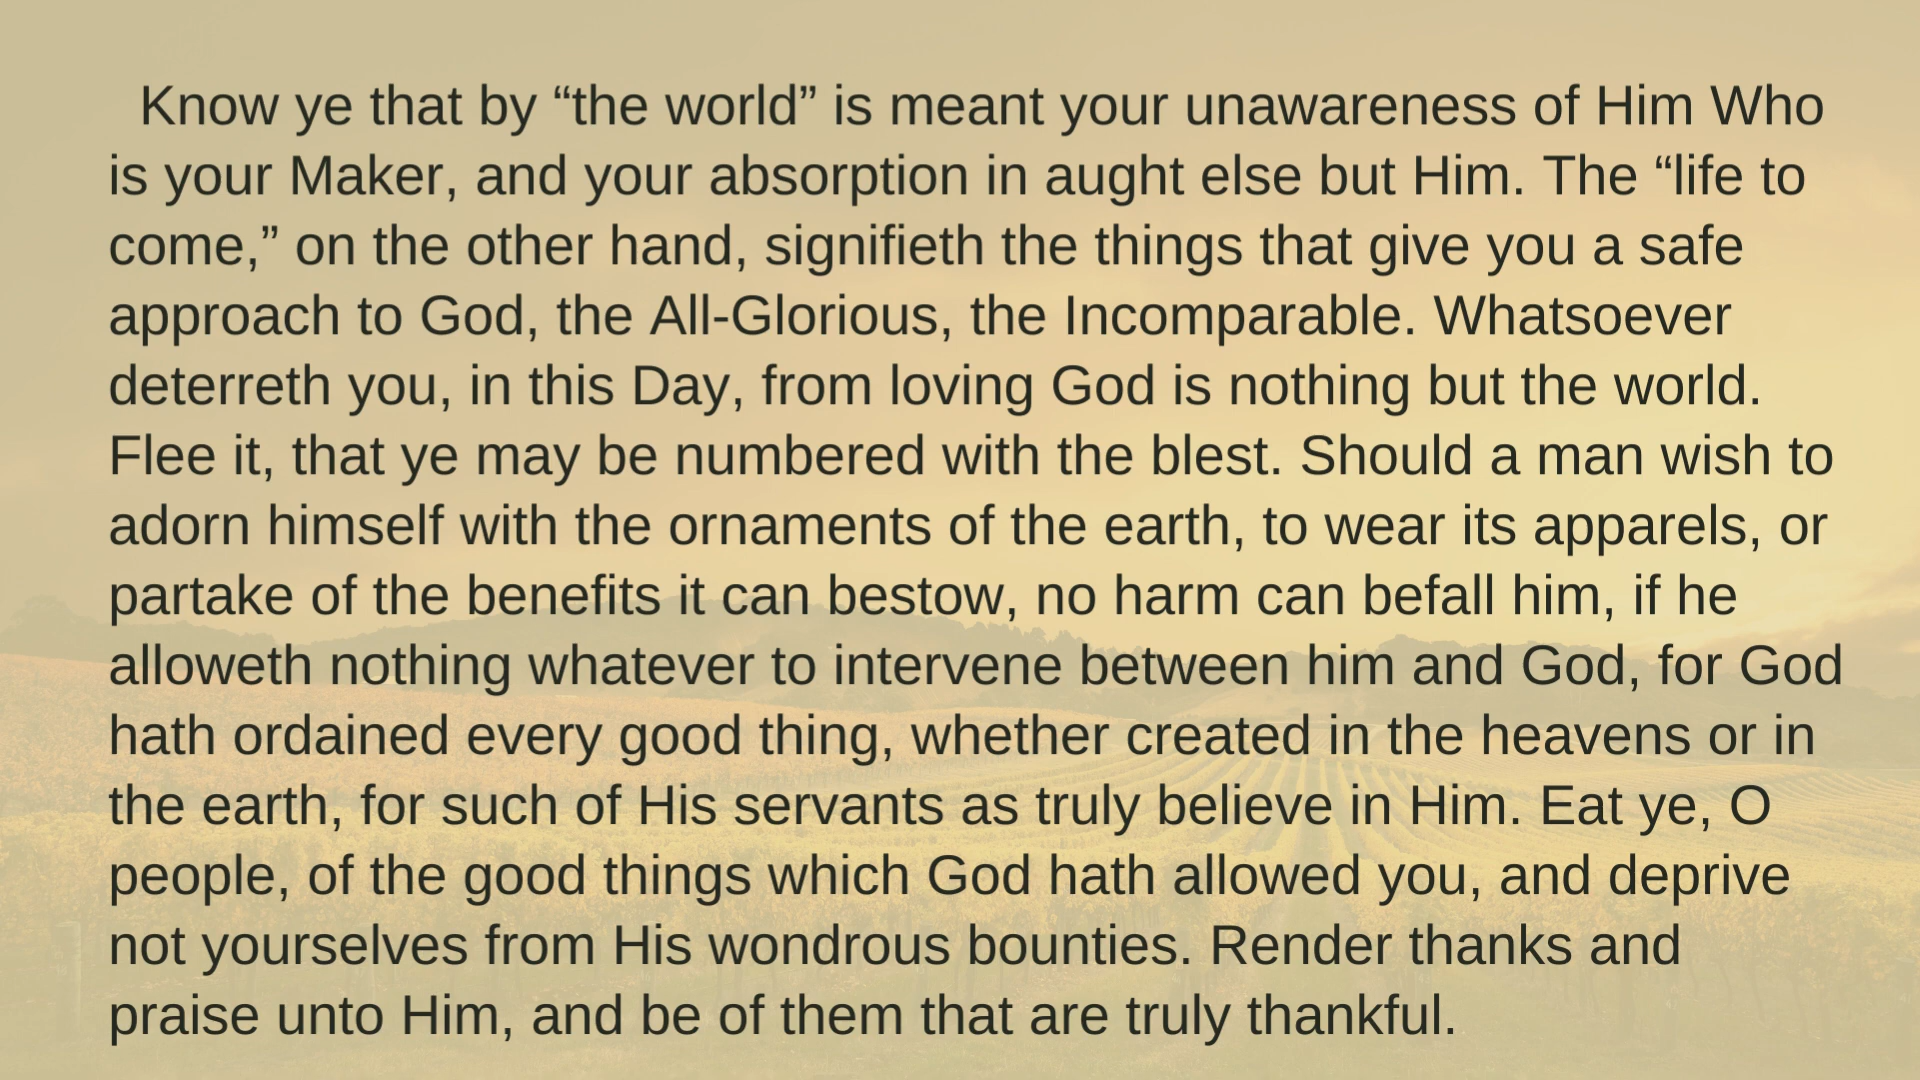 Know ye that by “the world” is meant your unawareness of Him Who
is your Maker, and your absorption in aught else but Him. The “life to
come,” on the other hand, signifieth the things that give you a safe
approach to God, the All-Glorious, the Incomparable. Whatsoever
deterreth you, in this Day, from loving God is nothing but the world.
Flee it, that ye may be numbered with the blest. Should a man wish to
adorn himself with the ornaments of the earth, to wear its apparels, or
partake of the benefits it can bestow, no harm can befall him, if he
alloweth nothing whatever to intervene between him and God, for God
hath ordained every good thing, whether created in the heavens or in
the earth, for such of His servants as truly believe in Him. Eat ye, O
people, of the good things which God hath allowed you, and deprive
not yourselves from His wondrous bounties. Render thanks and
praise unto Him, and be of them that are truly thankful.